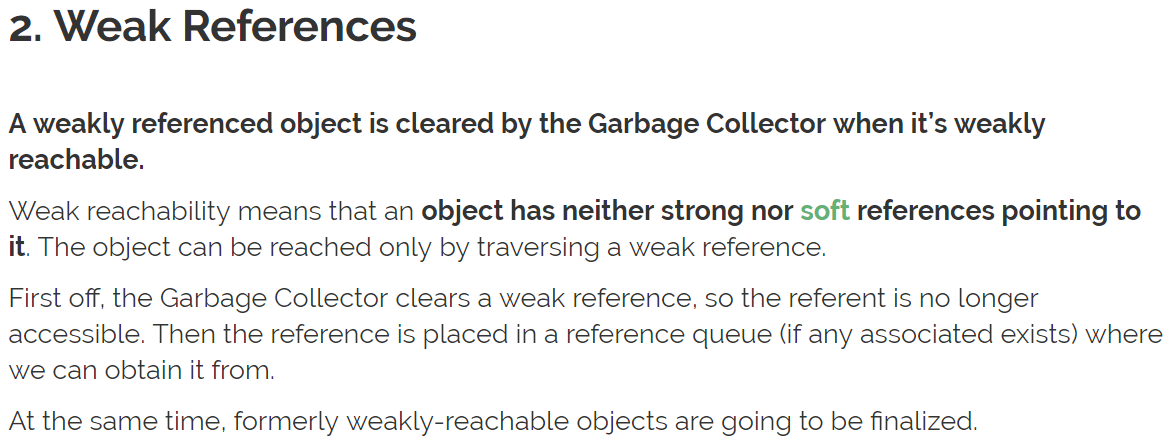 2. Weak References
A weakly referenced object is cleared by the Garbage Collector when it’s weakly
reachable.
Weak reachability means that an object has neither strong nor soft references pointing to
it. The object can be reached only by traversing a weak reference.
First off, the Garbage Collector clears a weak reference, so the referent is no longer
accessible. Then the reference is placed in a reference queue (if any associated exists) where
we can obtain it from.
At the same time, formerly weakly-reachable objects are going to be finalized.